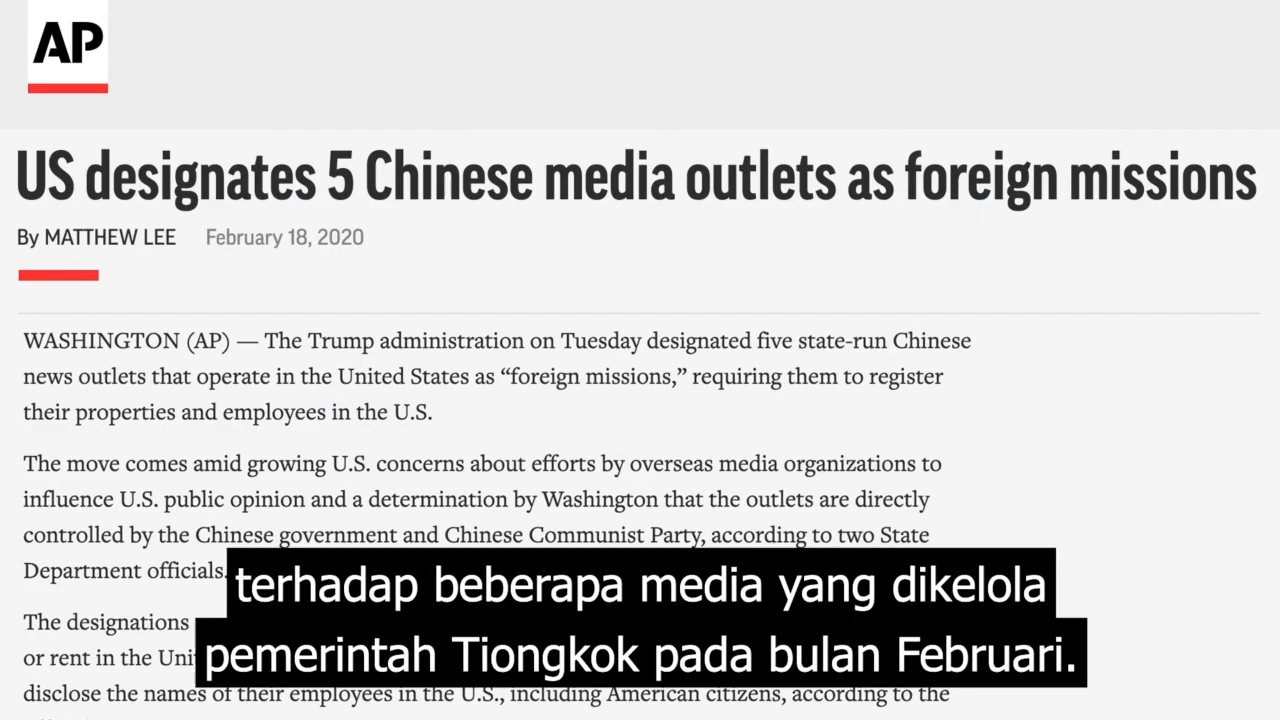 AP
US designates 5 Chinese media outlets as foreign missions
By MATTHEW LEE February 18, 2020
WASHINGTON (AP) — The Trump administration on Tuesday designated five state-run Chinese
news outlets that operate in the United States as “foreign missions,” requiring them to register
their properties and employees in the U.S.
The move comes amid growing U.S. concerns about efforts by overseas media organizations to
influence U.S. public opinion and a determination by Washington that the outlets are directly
controlled by the Chinese government and Chinese Communist Party, according to two State
Department officials.
terhadap beberapa media yang dikelola
The designations
or rent in the
pemerintah Tiongkok pada bulan Februari.
disclose the names of their employees in the U.S., including American citizens, according to the